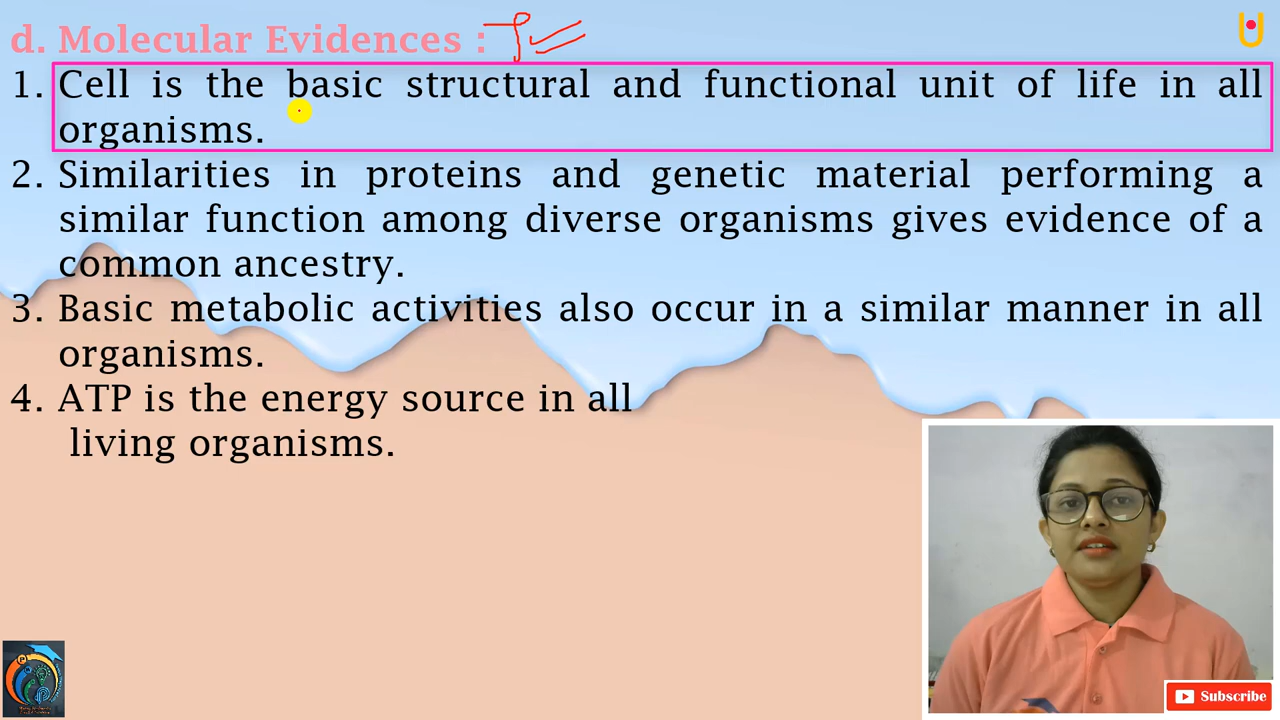 d. Molecular Evidences :
1. Cell is the basic structural and functional unit of life in all
organisms.
2. Similarities in proteins and genetic material performing a
similar function among diverse organisms gives evidence of a
common ancestry.
3. Basic metabolic activities also occur in a similar manner in all
organisms.
4. ATP is the energy source in all
living organisms.
Subscribe